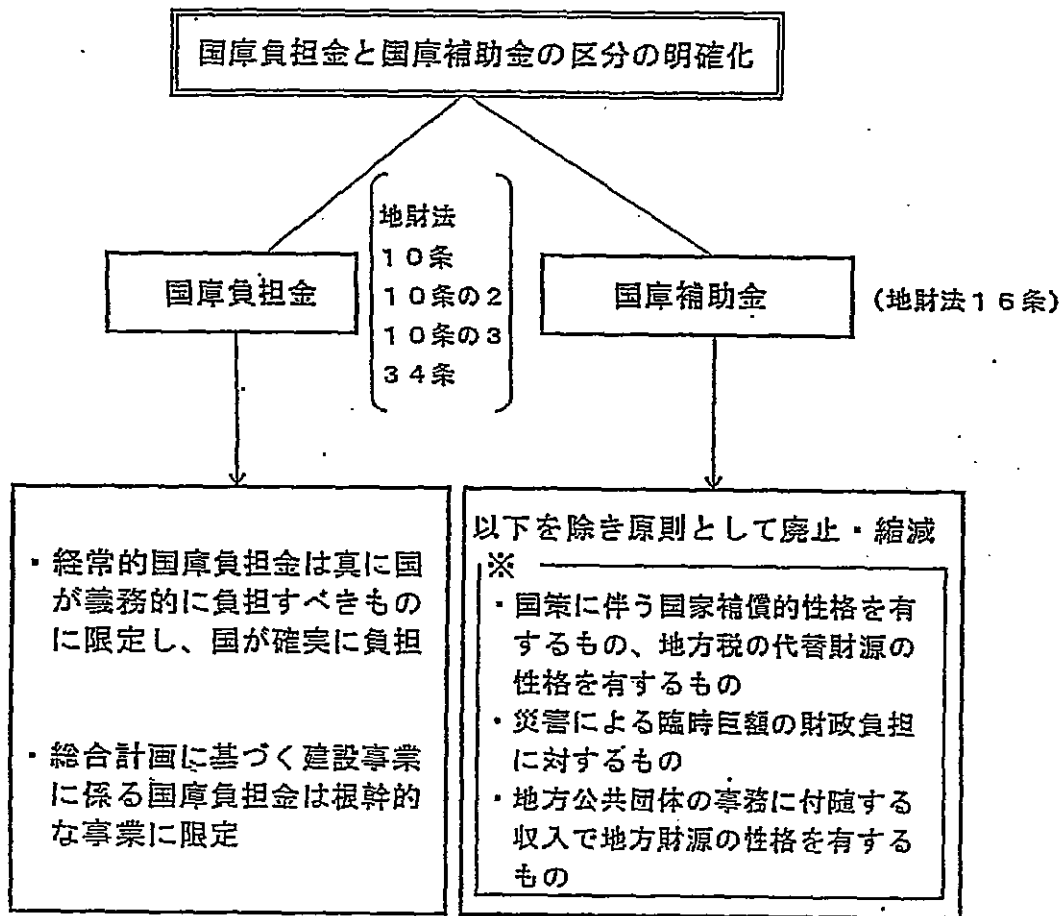 国庫負担金と国庫補助金の区分の明確化
国庫負担金
地財法
10条
10条の2
10条の3
34条
国庫補助金
(地財法16条)
・経常的国庫負担金は真に国
が義務的に負担すべきもの
に限定し、国が確実に負担
・総合計画に基づく建設事業
に係る国庫負担金は根幹的
な事業に限定
以下を除き原則として廃止・縮減
※
・国策に伴う国家補償的性格を有
するもの、地方税の代替財源の
性格を有するもの
・災害による臨時巨額の財政負担
に対するもの
・地方公共団体の事務に付随する
収入で地方財源の性格を有する
もの